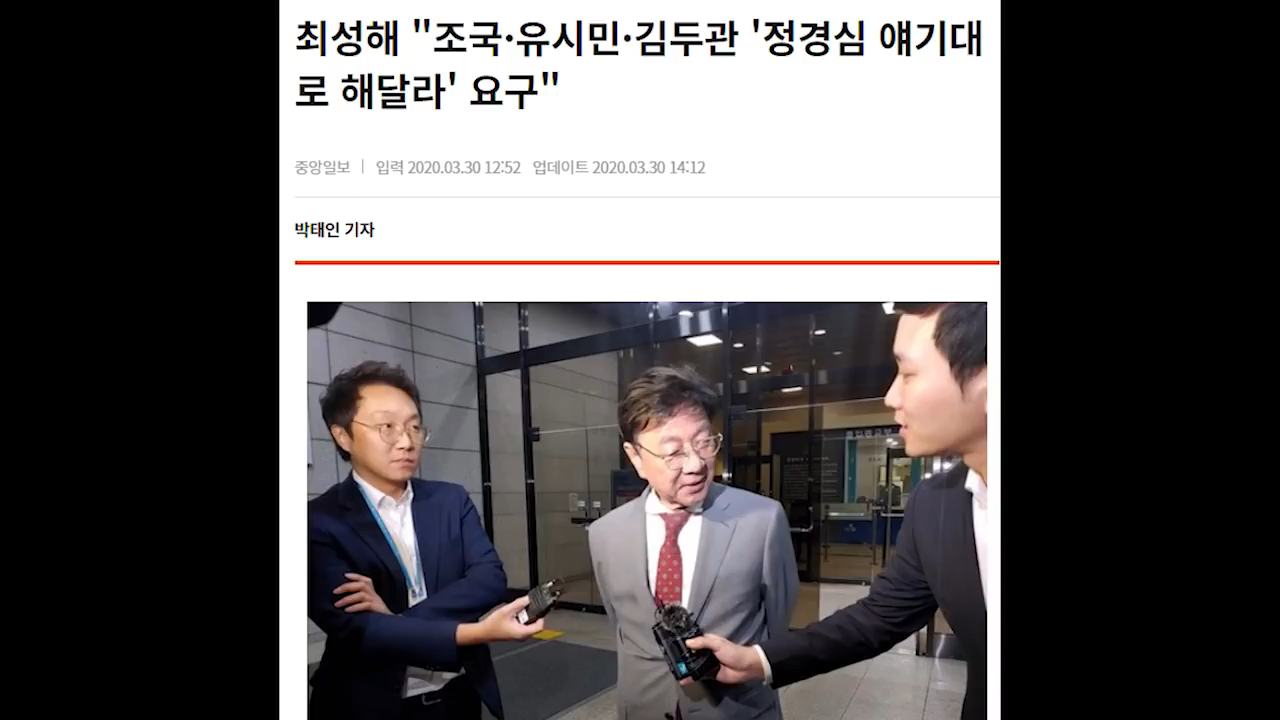 최성해 "조국·유시민·김두관 '정경심 얘기대
로 해달라' 요구"
중앙일보 | 입력 2020.03.30 12:52 업데이트 2020.03.30 14:12
박태인 기자